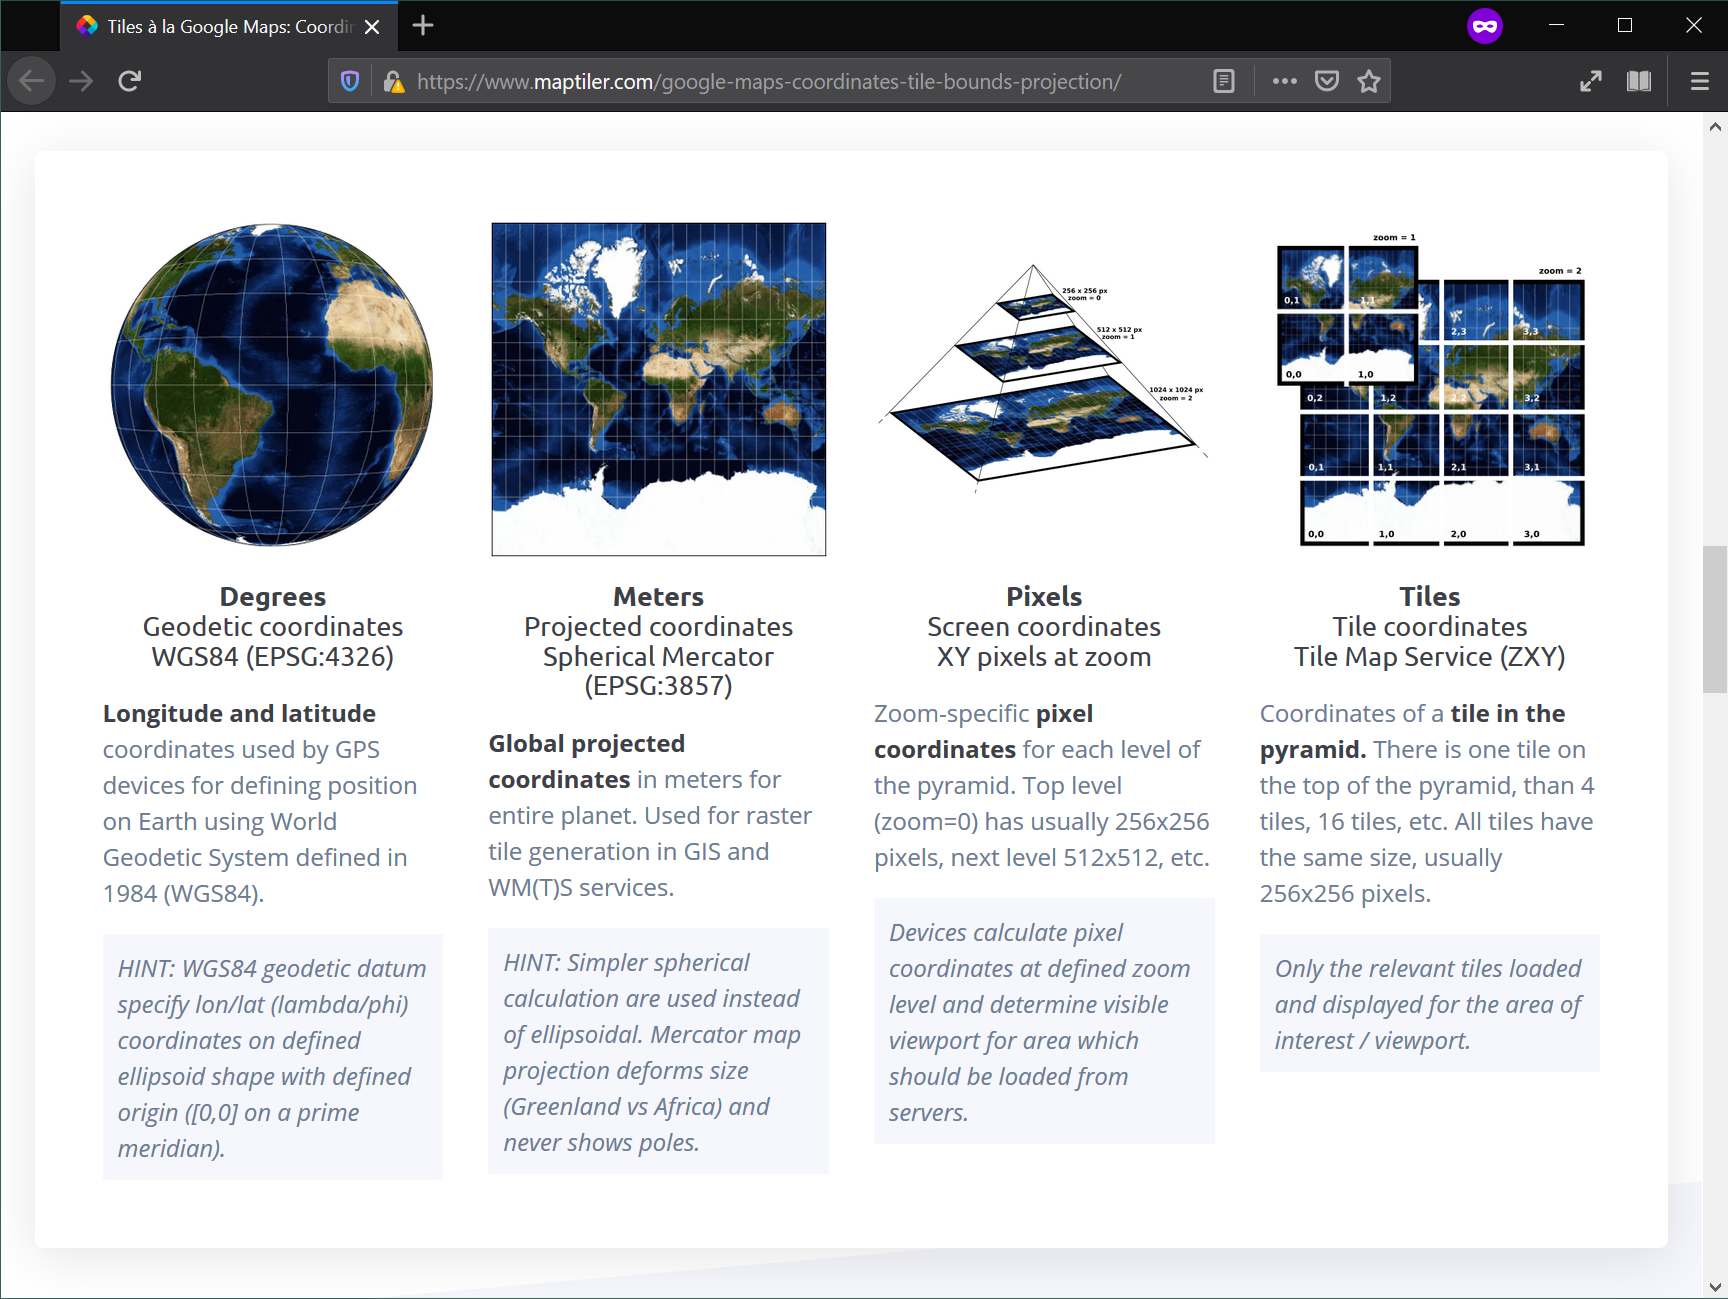 Tiles à la Google Maps: Coordin
https://www.maptiler.com/google-maps-coordinates-tile-bounds-projection/
256 x 256 px
zoom = 0
512 x 512 px
zoom = 1
1024 x 1024 px
zoom = 2
zoom = 1
zoom = 2
0,1
1,1
0,0
1,0
2,3
3,3
0,2
1,2
2,2
3,2
0,1
1,1
2,1
3,1
0,0
1,0
2,0
3,0
Degrees
Geodetic coordinates
WGS84 (EPSG:4326)
Longitude and latitude
coordinates used by GPS
devices for defining position
on Earth using World
Geodetic System defined in
1984 (WGS84).
HINT: WGS84 geodetic datum
specify lon/lat (lambda/phi)
coordinates on defined
ellipsoid shape with defined
origin ([0,0] on a prime
meridian).
Meters
Projected coordinates
Spherical Mercator
(EPSG:3857)
Global projected
coordinates in meters for
entire planet. Used for raster
tile generation in GIS and
WM(T)S services.
HINT: Simpler spherical
calculation are used instead
of ellipsoidal. Mercator map
projection deforms size
(Greenland vs Africa) and
never shows poles.
Pixels
Screen coordinates
XY pixels at zoom
Zoom-specific pixel
coordinates for each level of
the pyramid. Top level
(zoom=0) has usually 256x256
pixels, next level 512x512, etc.
Devices calculate pixel
coordinates at defined zoom
level and determine visible
viewport for area which
should be loaded from
servers.
Tiles
Tile coordinates
Tile Map Service (ZXY)
Coordinates of a tile in the
pyramid. There is one tile on
the top of the pyramid, than 4
tiles, 16 tiles, etc. All tiles have
the same size, usually
256x256 pixels.
Only the relevant tiles loaded
and displayed for the area of
interest / viewport.